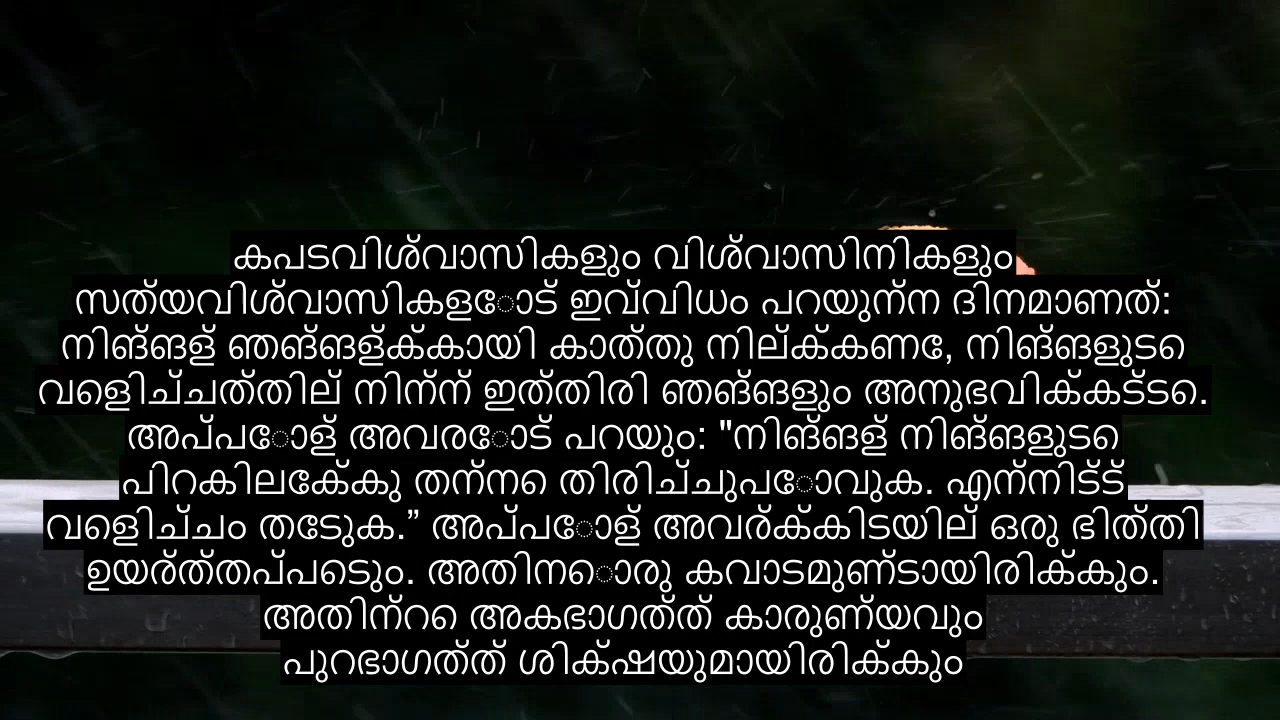 കപടവിശ്വാസികളും വിശ്വാസിനികളും
സത്യവിശ്വാസികളോട് ഇവ്വിധം പറയുന്ന ദിനമാണത്:
നിങ്ങള് ഞങ്ങള്ക്കായി കാത്തു നില്ക്കണേ, നിങ്ങളുടെ
വെളിച്ചത്തില് നിന്ന് ഇത്തിരി ഞങ്ങളും അനുഭവിക്കട്ടെ.
അപ്പോള് അവരോട് പറയും: "നിങ്ങള് നിങ്ങളുടെ
പിറകിലേക്കു തന്നെ തിരിച്ചുപോവുക. എന്നിട്ട്
വെളിച്ചം തേടുക.” അപ്പോള് അവര്ക്കിടയില് ഒരു ഭിത്തി
ഉയര്ത്തപ്പെടും. അതിനൊരു കവാടമുണ്ടായിരിക്കും.
അതിന്റെ അകഭാഗത്ത് കാരുണ്യവും
പുറഭാഗത്ത് ശിക്ഷയുമായിരിക്കും